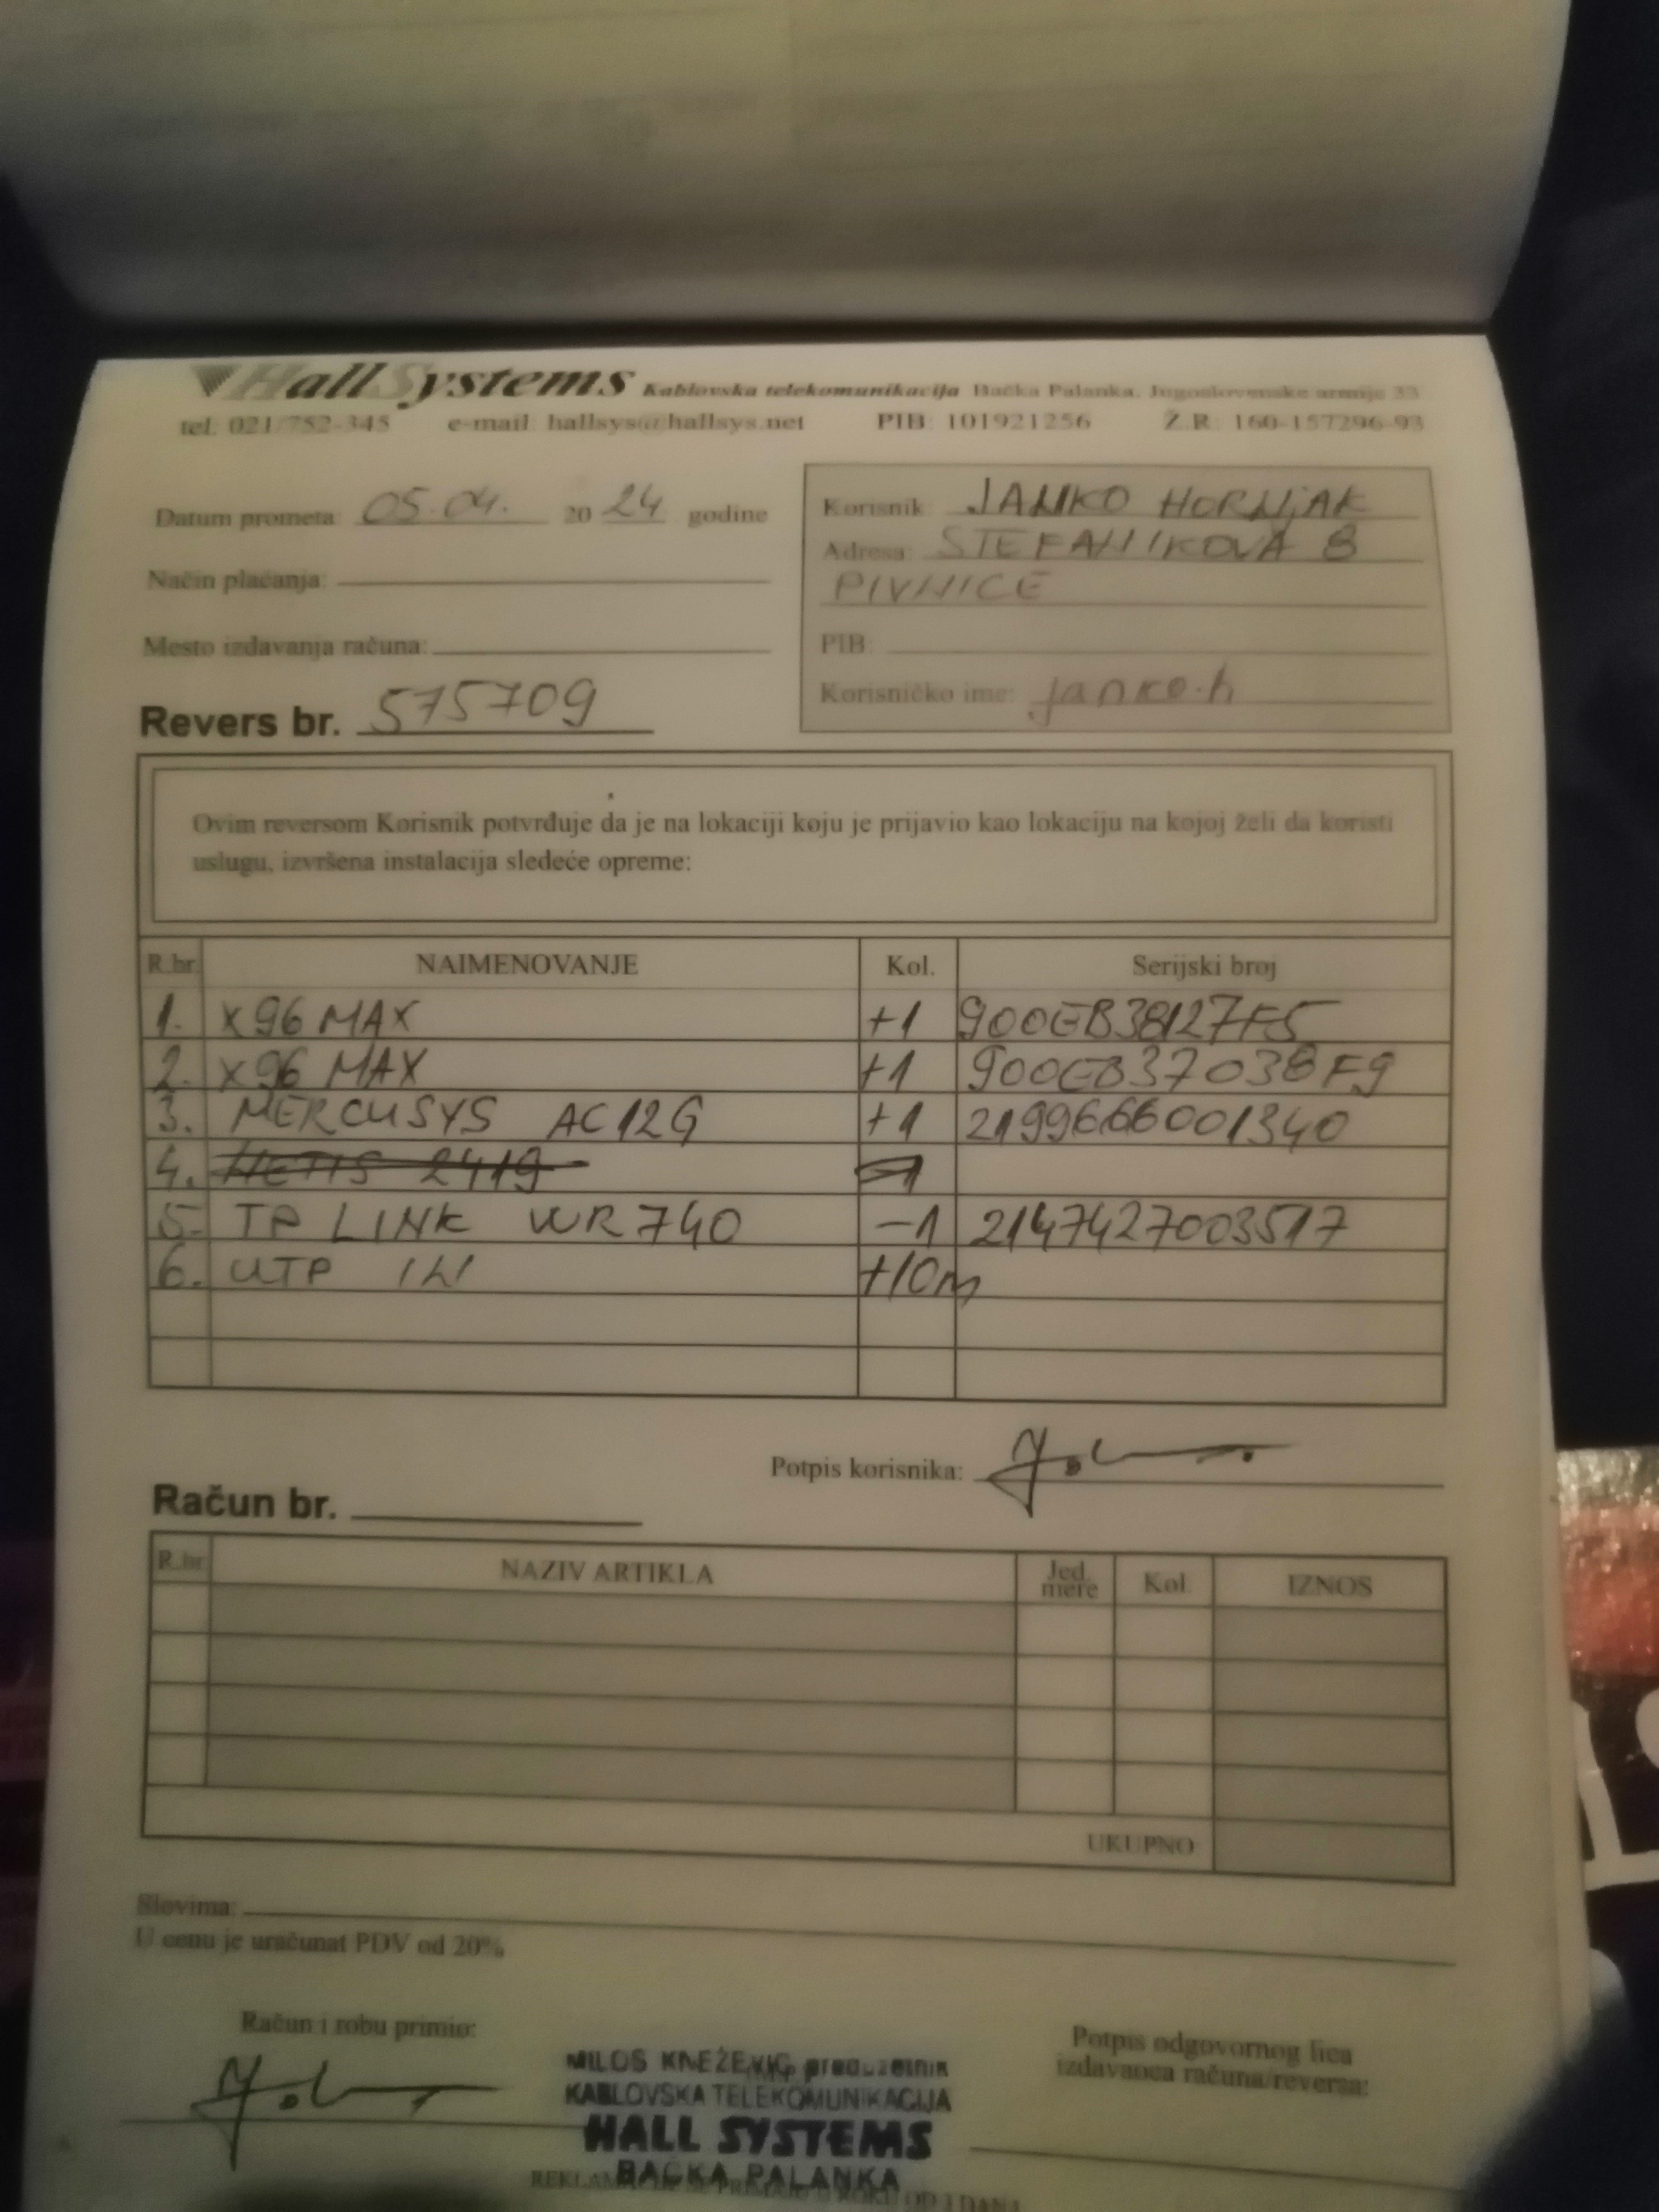 Hall Systems Kablovska telekomunikacija Bačka Palanka, Jugoslovenske armije 33
tel: 021/752-345 e-mail: hallsys@hallsys.net PIB: 101921256 Ž.R.: 160-157296-93
Datum prometa: 05.04. 20 24 godine
Način plaćanja:
Mesto izdavanja računa:
Revers br. 575709
Korisnik: JANKO HORNjAK
Adresa: STEFANIKOVA 8
PIVNICE
PIB:
Korisničko ime: janko.h
Ovim reversom Korisnik potvrđuje da je na lokaciji koju je prijavio kao lokaciju na kojoj želi da koristi
uslugu, izvršena instalacija sledeće opreme:
R.br. NAIMENOVANJE Kol. Serijski broj
1. X96 MAX +1 900EB38127F5
2. X96 MAX +1 900EB37038F9
3. MERCUSYS AC12G +1 2199666001340
4. 2419
5. TP LINK WR740 -1 2147427003517
6. UTP +10m
Potpis korisnika:
Račun br.
R.br. NAZIV ARTIKLA Jed. mere Kol. IZNOS
UKUPNO
Slovima:
U cenu je uračunat PDV od 20%
Račun i robu primio:
MILOS KNEŽEVIĆ preduzetnik
KABLOVSKA TELEKOMUNIKACIJA
HALL SYSTEMS
BAČKA PALANKA
Potpis odgovornog lica
izdavaoca računa/reversa: